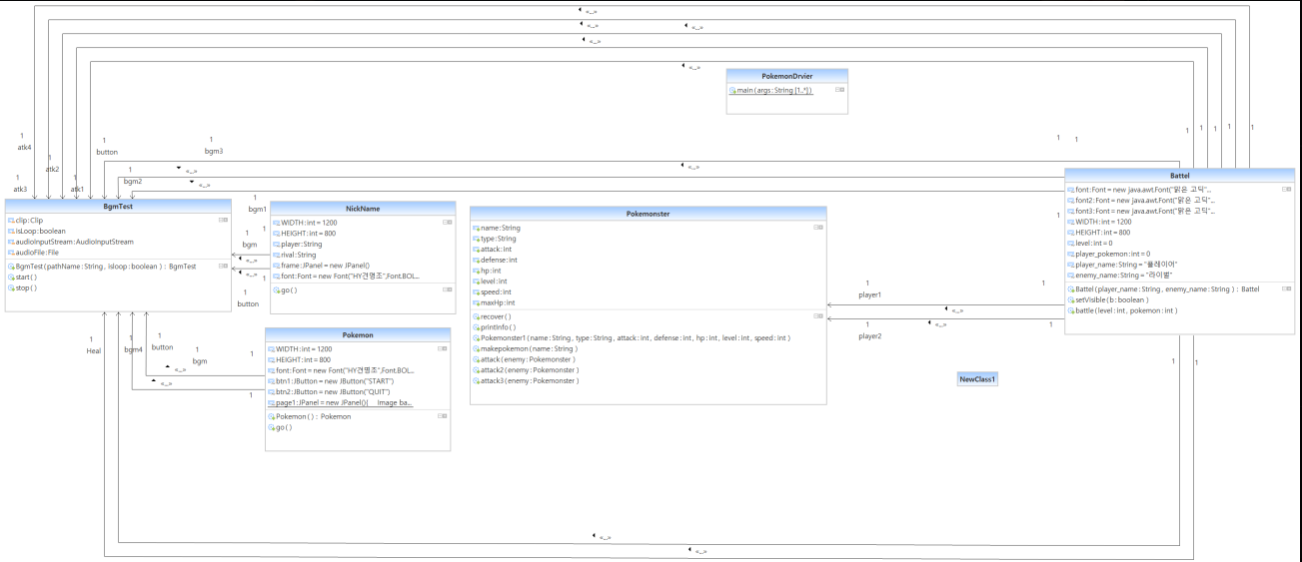 PokemonDrvier
main ( args : String [1..*] )
1
atk4
1
atk2
1
atk3
atk1
1
button
1
bgm3
1
bgm2
1
bgm1
1
bgm
1
button
1
1
1
1
1
1
1
1
1
1
BgmTest
clip:Clip
isLoop:boolean
audioInputStream:AudioInputStream
audioFile:File
BgmTest ( pathName : String , isloop : boolean ) : BgmTest
start ( )
stop ( )
NickName
WIDTH:int = 1200
HEIGHT:int = 800
player:String
rival:String
frame:JPanel = new JPanel()
font:Font = new Font("HY견명조",Font.BOL...
go ( )
Pokemonster
name:String
type:String
attack:int
defense:int
hp:int
level:int
speed:int
maxHp:int
recover ( )
printInfo ( )
Pokemonster1 ( name : String , type : String , attack : int , defense : int , hp : int , level : int , speed : int )
makepokemon ( name : String )
attack ( enemy : Pokemonster )
attack2 ( enemy : Pokemonster )
attack3 ( enemy : Pokemonster )
Battel
font:Font = new java.awt.Font("맑은 고딕"...
font2:Font = new java.awt.Font("맑은 고딕"...
font3:Font = new java.awt.Font("맑은 고딕"...
WIDTH:int = 1200
HEIGHT:int = 800
level:int = 0
player_pokemon:int = 0
player_name:String = "플레이어"
enemy_name:String = "라이벌"
Battel ( player_name : String , enemy_name : String ) : Battel
setVisible ( b : boolean )
battle ( level : int , pokemon : int )
1
player1
1
1
player2
1
Pokemon
WIDTH:int = 1200
HEIGHT:int = 800
font:Font = new Font("HY견명조",Font.BOL...
btn1:JButton = new JButton("START")
btn2:JButton = new JButton("QUIT")
page1:JPanel = new JPanel(){ Image ba...
Pokemon ( ) : Pokemon
go ( )
1
Heal
1
bgm4
1
button
1
bgm
1
1
NewClass1
1
1